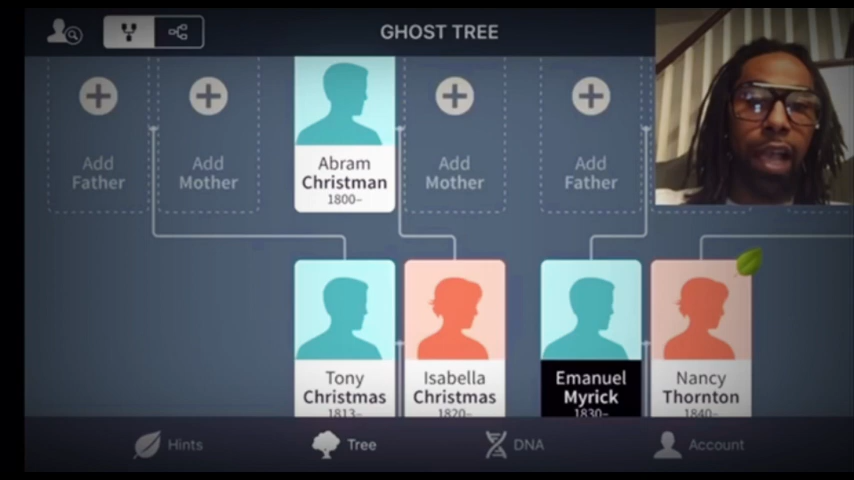 GHOST TREE
Add
Father
Add
Mother
Abram
Christman
1800–
Add
Mother
Add
Father
Tony
Christmas
1813–
Isabella
Christmas
1820–
Emanuel
Myrick
1830–
Nancy
Thornton
1840–
Hints
Tree
DNA
Account